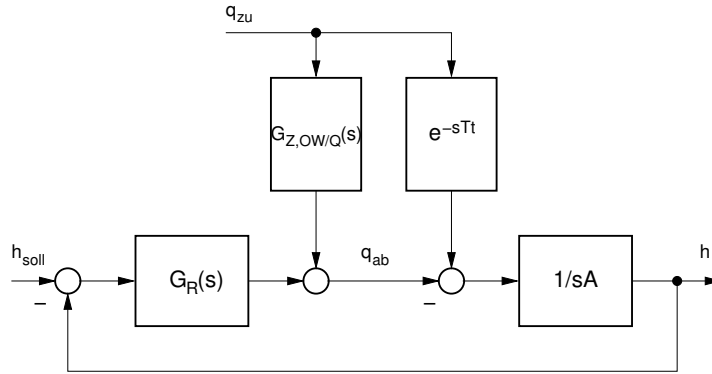 q_zu
G_Z,OW/Q(s)
e^–sTt
h_soll
–
G_R(s)
q_ab
–
1/sA
h